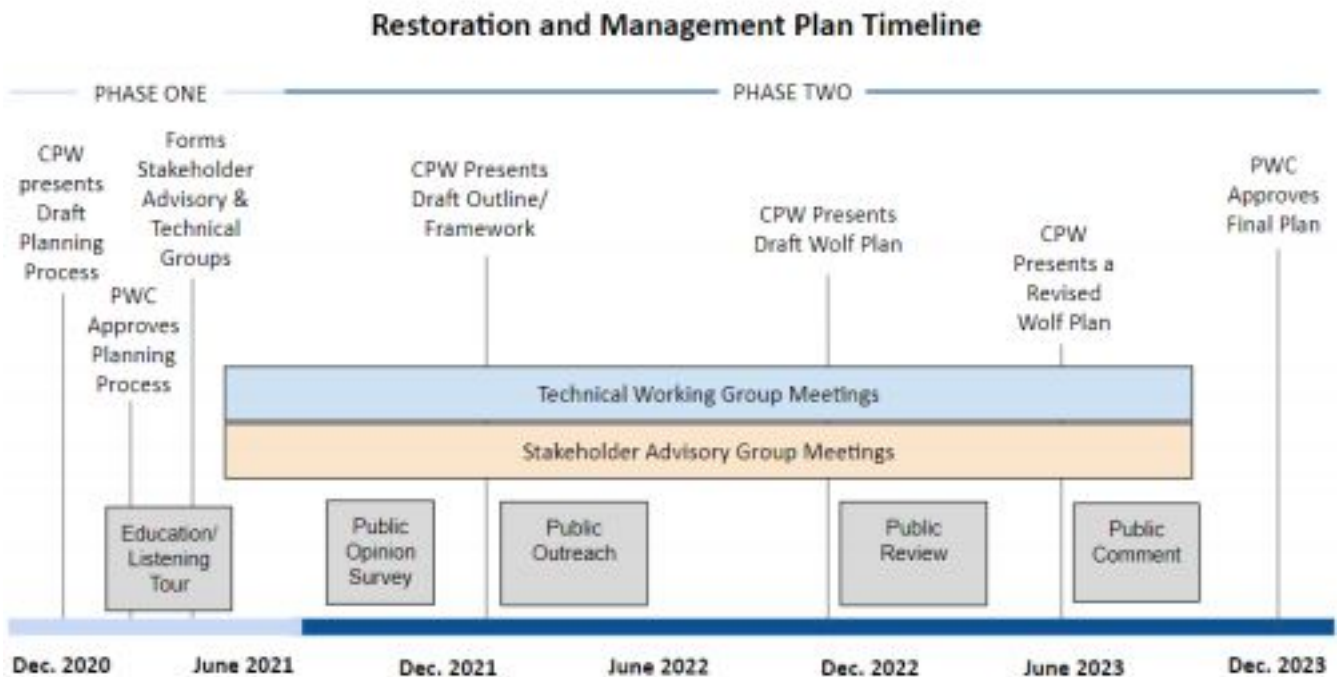 Restoration and Management Plan Timeline
PHASE ONE
PHASE TWO
CPW
presents
Draft
Planning
Process
PWC
Approves
Planning
Process
Forms
Stakeholder
Advisory &
Technical
Groups
CPW Presents
Draft Outline/
Framework
CPW Presents
Draft Wolf Plan
CPW
Presents a
Revised
Wolf Plan
PWC
Approves
Final Plan
Technical Working Group Meetings
Stakeholder Advisory Group Meetings
Education/
Listening
Tour
Public
Opinion
Survey
Public
Outreach
Public
Review
Public
Comment
Dec. 2020
June 2021
Dec. 2021
June 2022
Dec. 2022
June 2023
Dec. 2023